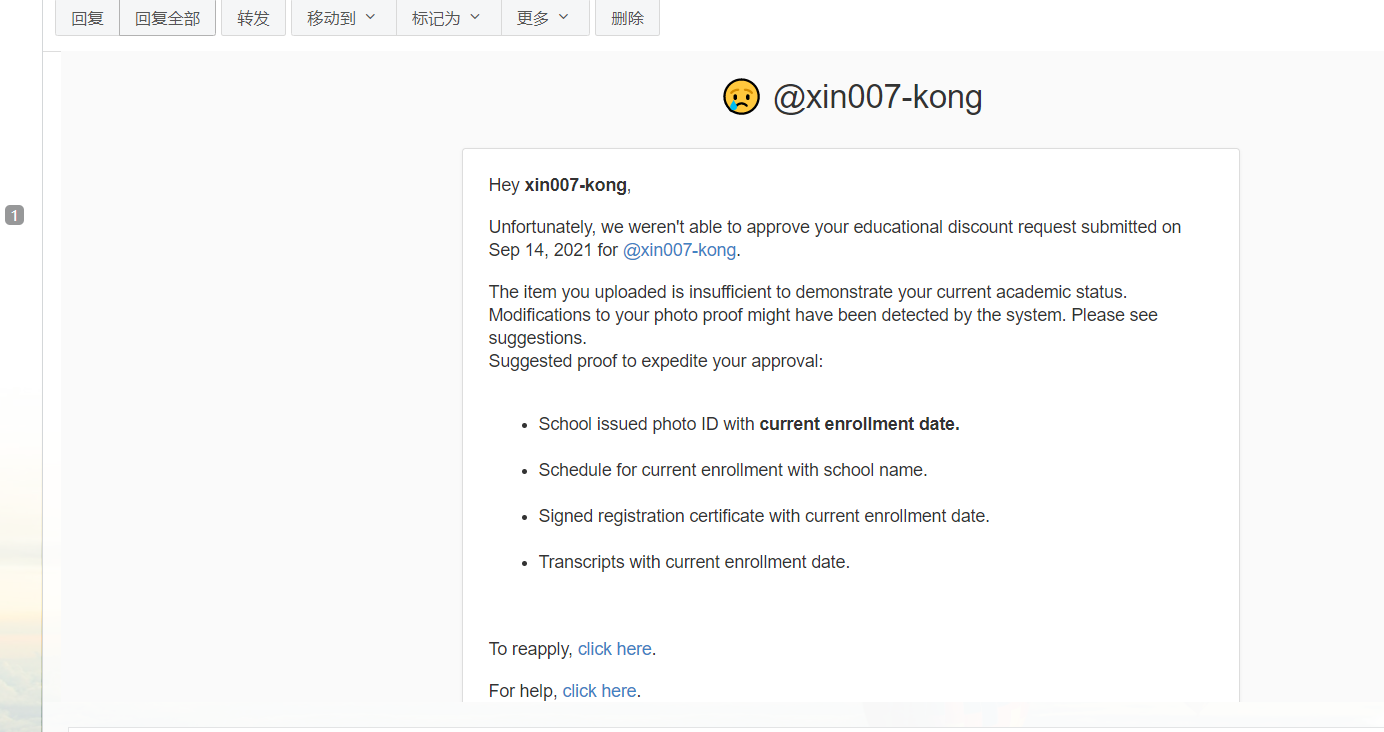 回复 回复全部 转发 移动到 标记为 更多 删除
@xin007-kong
1
Hey xin007-kong,
Unfortunately, we weren't able to approve your educational discount request submitted on
Sep 14, 2021 for @xin007-kong.
The item you uploaded is insufficient to demonstrate your current academic status.
Modifications to your photo proof might have been detected by the system. Please see
suggestions.
Suggested proof to expedite your approval:
• School issued photo ID with current enrollment date.
• Schedule for current enrollment with school name.
• Signed registration certificate with current enrollment date.
• Transcripts with current enrollment date.
To reapply, click here.
For help, click here.